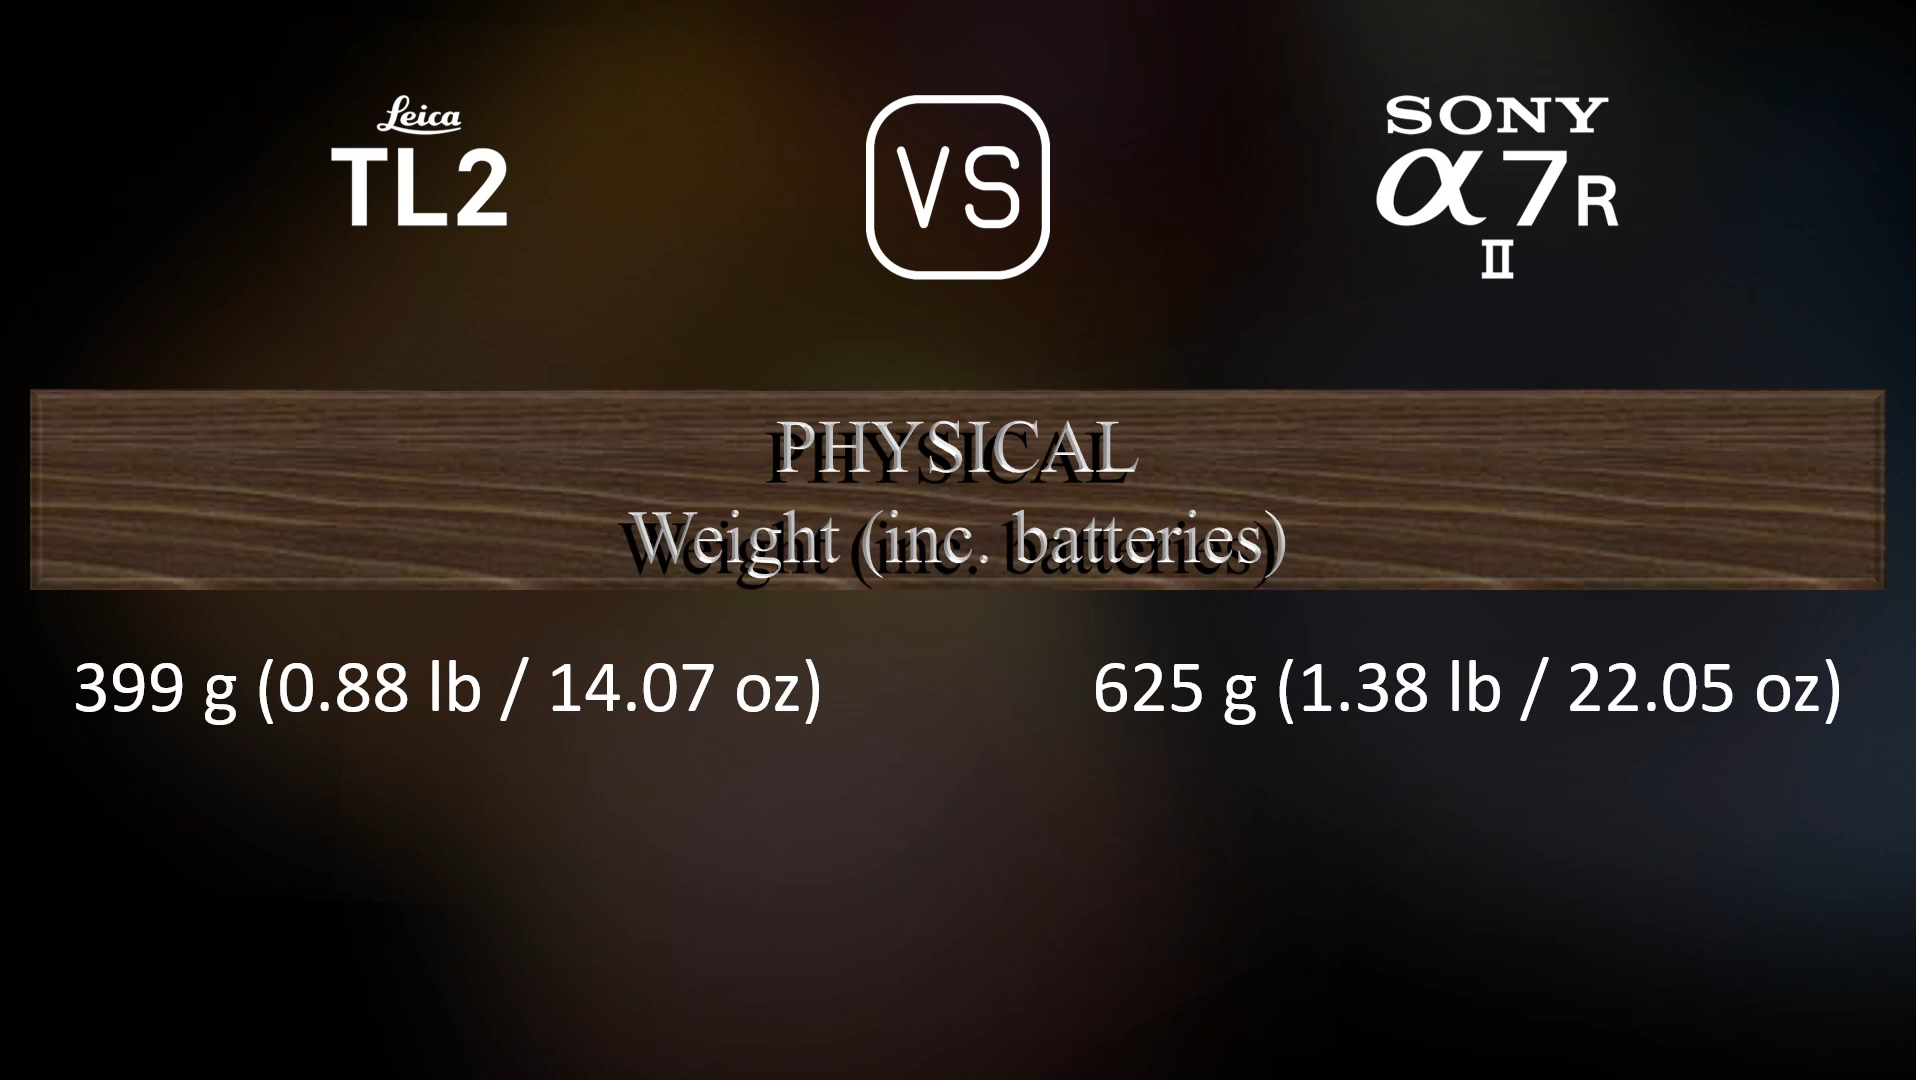 Leica
TL2
VS
SONY
α7R
II
PHYSICAL
Weight (inc. batteries)
399 g (0.88 lb / 14.07 oz)
625 g (1.38 lb / 22.05 oz)